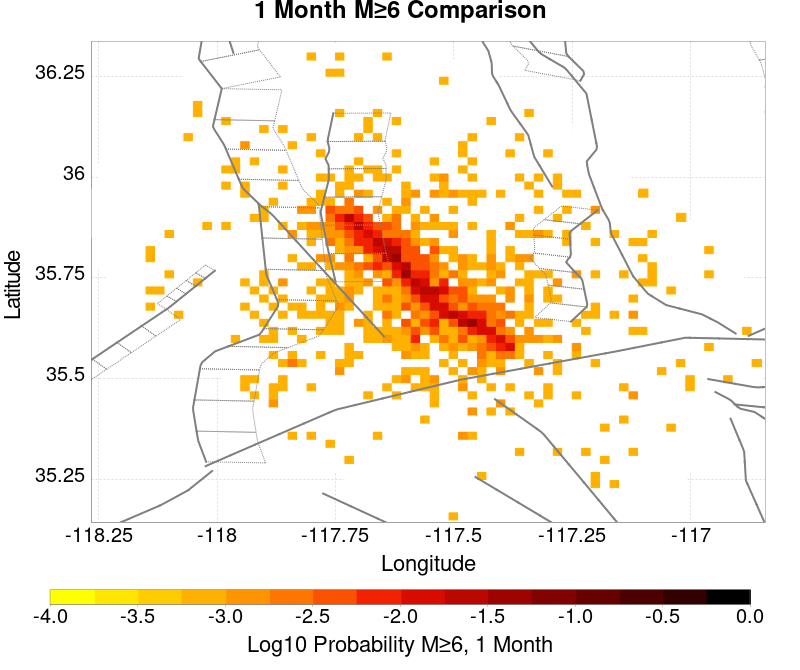 1 Month M≥6 Comparison
36.25
36
35.75
35.5
35.25
Latitude
-118.25 -118 -117.75 -117.5 -117.25 -117
Longitude
-4.0 -3.5 -3.0 -2.5 -2.0 -1.5 -1.0 -0.5 0.0
Log10 Probability M≥6, 1 Month